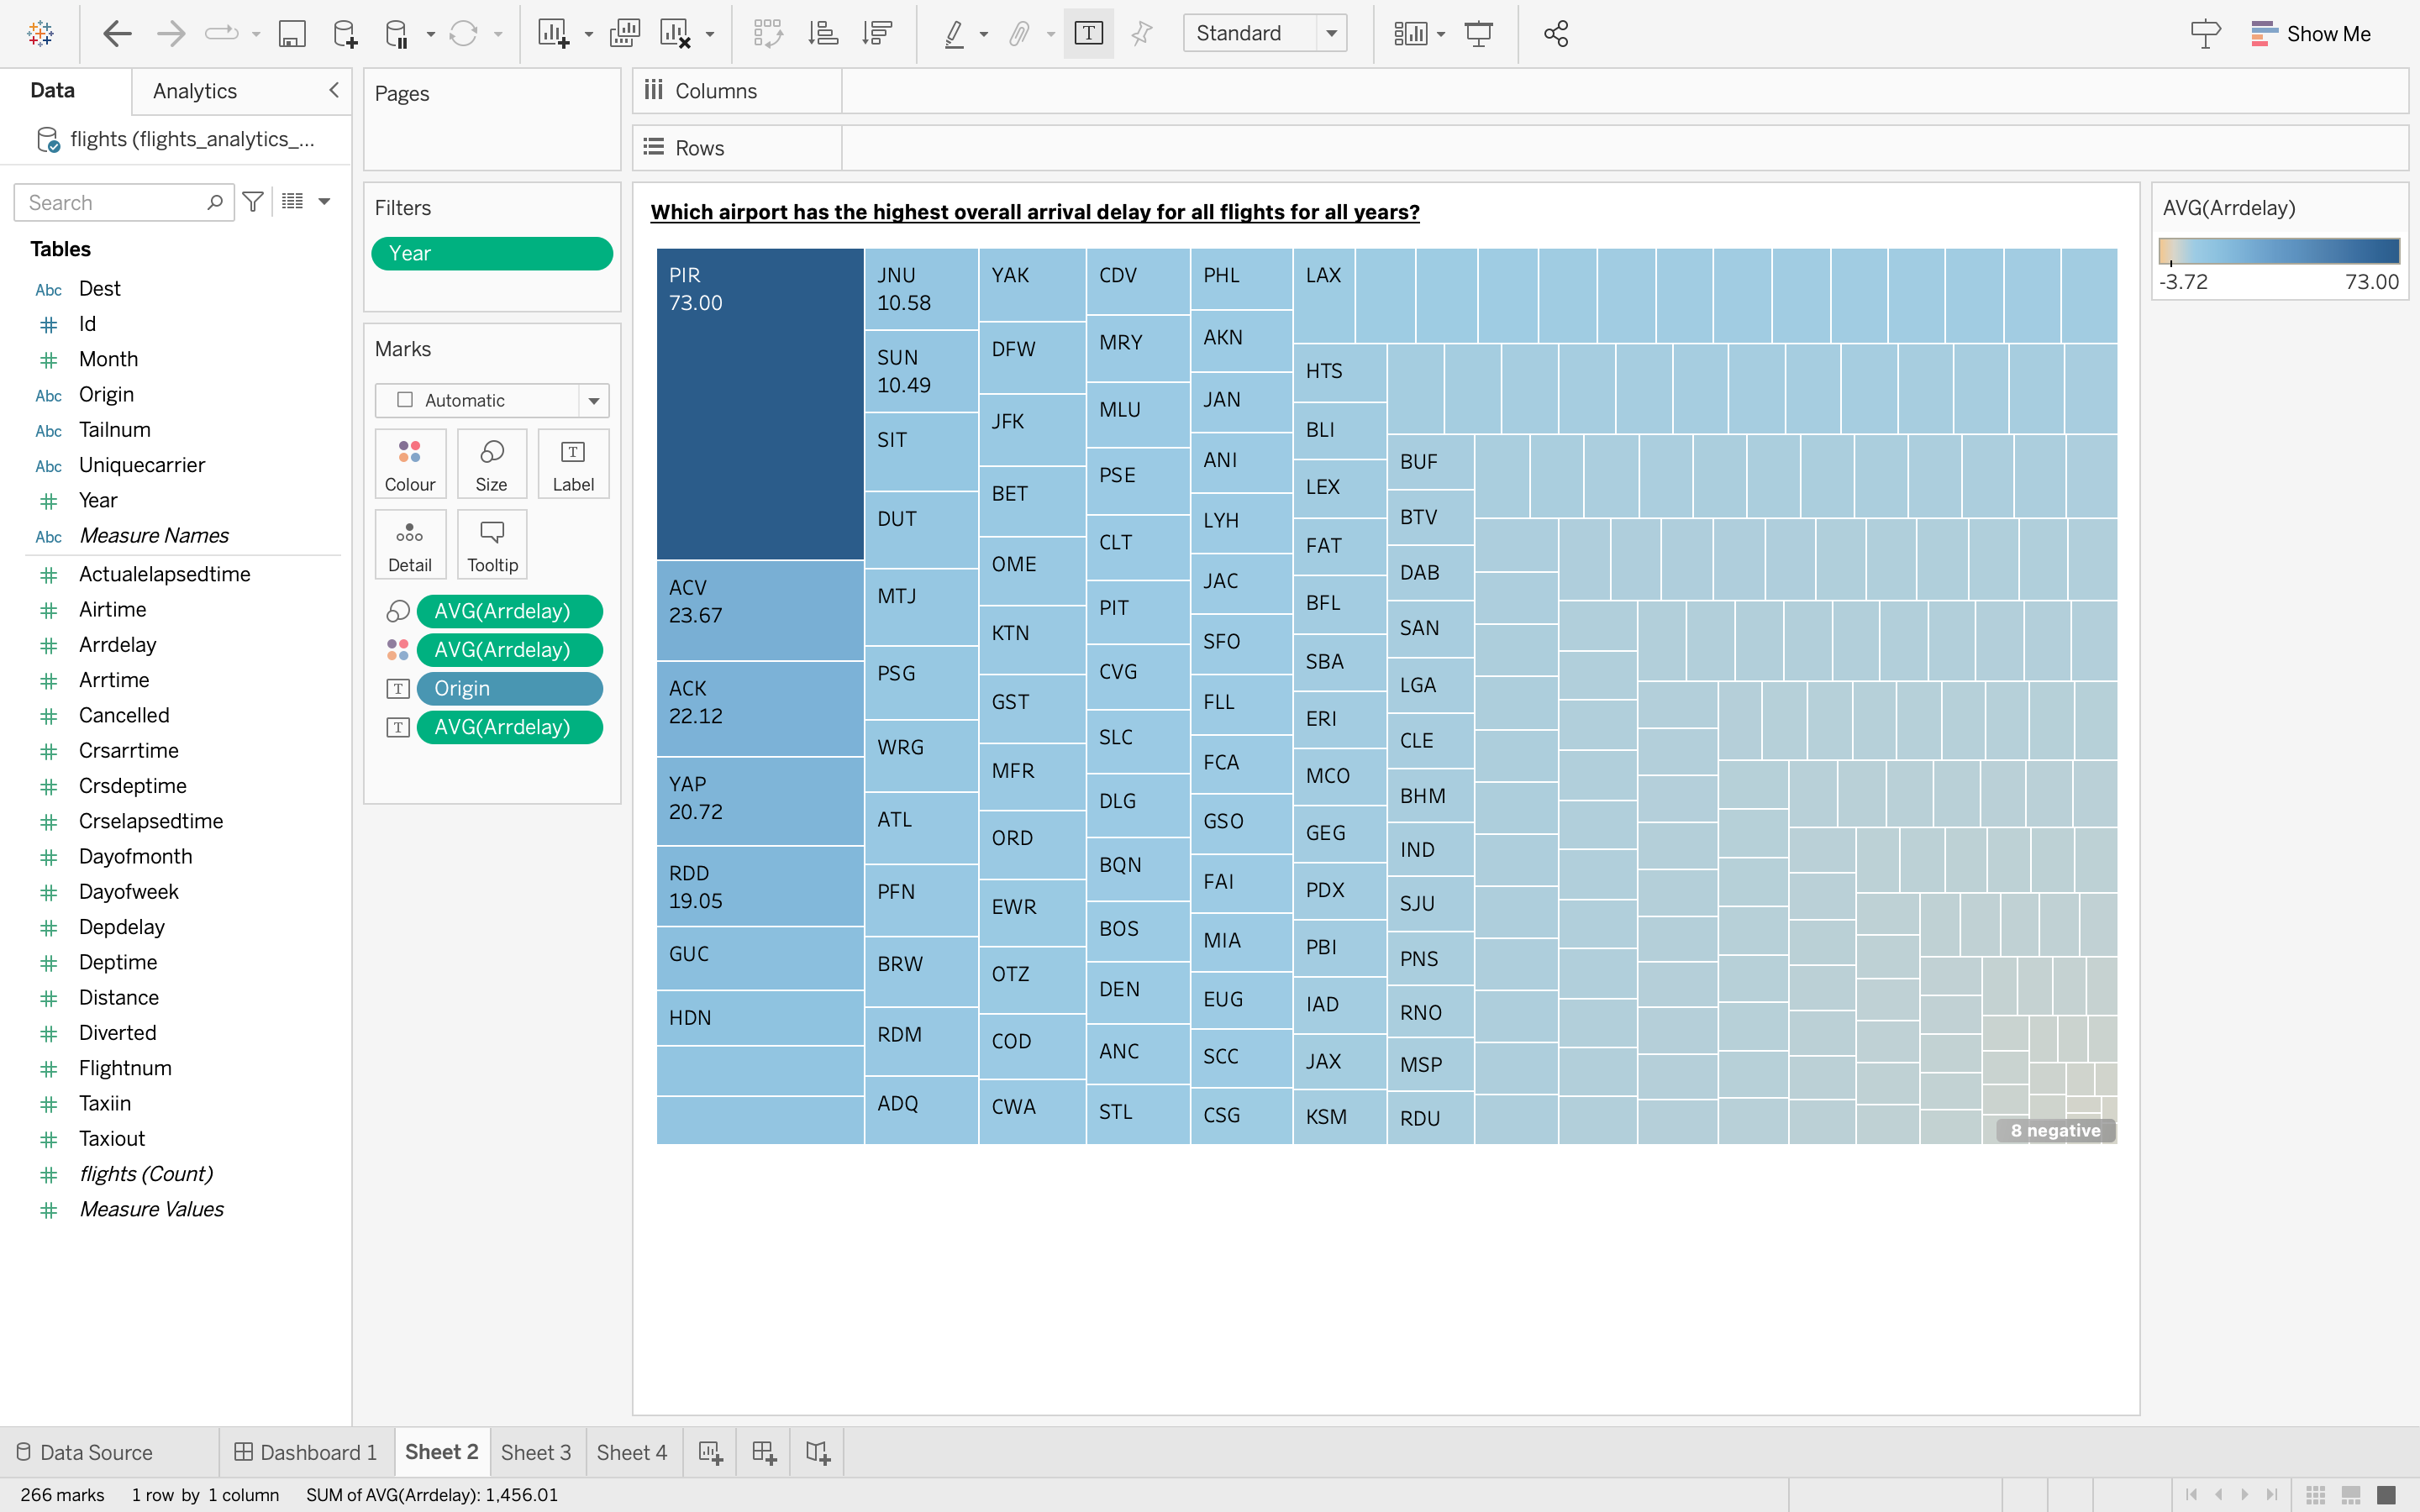 Standard
Show Me
Data
Analytics
flights (flights_analytics_...
Search
Tables
Abc Dest
Id
Month
Abc Origin
Abc Tailnum
Abc Uniquecarrier
Year
Abc Measure Names
Actualelapsedtime
Airtime
Arrdelay
Arrtime
Cancelled
Crsarrtime
Crsdeptime
Crselapsedtime
Dayofmonth
Dayofweek
Depdelay
Deptime
Distance
Diverted
Flightnum
Taxiin
Taxiout
flights (Count)
Measure Values
Pages
Filters
Year
Marks
Automatic
Colour
Size
T
Label
Detail
Tooltip
AVG(Arrdelay)
AVG(Arrdelay)
T Origin
T AVG(Arrdelay)
Columns
Rows
Which airport has the highest overall arrival delay for all flights for all years?
PIR
73.00
ACV
23.67
ACK
22.12
YAP
20.72
RDD
19.05
GUC
HDN
JNU
10.58
SUN
10.49
SIT
DUT
MTJ
PSG
WRG
ATL
PFN
BRW
RDM
ADQ
YAK
DFW
JFK
BET
OME
KTN
GST
MFR
ORD
EWR
OTZ
COD
CWA
CDV
MRY
MLU
PSE
CLT
PIT
CVG
SLC
DLG
BQN
BOS
DEN
ANC
STL
PHL
AKN
JAN
ANI
LYH
JAC
SFO
FLL
FCA
GSO
FAI
MIA
EUG
SCC
CSG
LAX
HTS
BLI
LEX
FAT
BFL
SBA
ERI
MCO
GEG
PDX
PBI
IAD
JAX
KSM
BUF
BTV
DAB
SAN
LGA
CLE
BHM
IND
SJU
PNS
RNO
MSP
RDU
8 negative
AVG(Arrdelay)
-3.72 73.00
Data Source
Dashboard 1
Sheet 2
Sheet 3
Sheet 4
266 marks 1 row by 1 column SUM of AVG(Arrdelay): 1,456.01